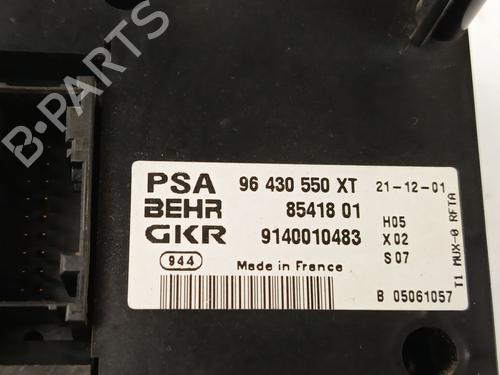 B-PARTS
PSA 96 430 550 XT 21-12-01
BEHR 85418 01 H05
GKR 9140010483 X02
944 Made in France S07
B 05061057
T1 MUX-0 RFTA